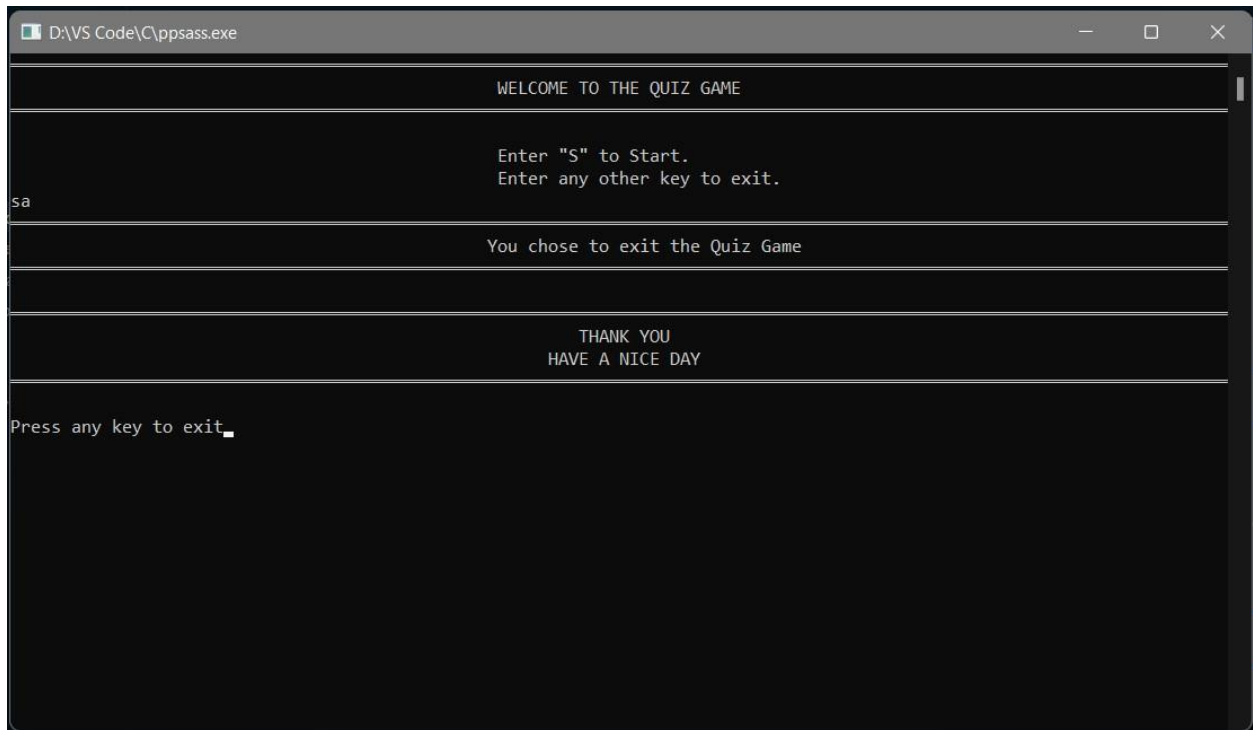 D:\VS Code\C\ppsass.exe
WELCOME TO THE QUIZ GAME
Enter "S" to Start.
Enter any other key to exit.
sa
You chose to exit the Quiz Game
THANK YOU
HAVE A NICE DAY
Press any key to exit